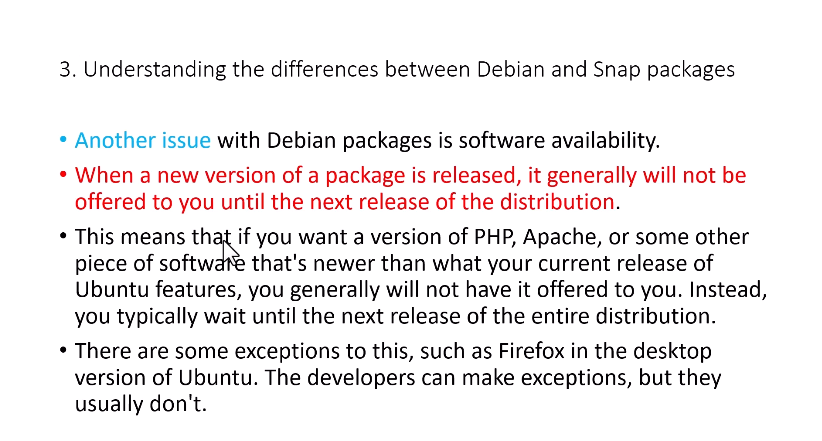 3. Understanding the differences between Debian and Snap packages
• Another issue with Debian packages is software availability.
• When a new version of a package is released, it generally will not be
offered to you until the next release of the distribution.
• This means that if you want a version of PHP, Apache, or some other
piece of software that's newer than what your current release of
Ubuntu features, you generally will not have it offered to you. Instead,
you typically wait until the next release of the entire distribution.
• There are some exceptions to this, such as Firefox in the desktop
version of Ubuntu. The developers can make exceptions, but they
usually don't.